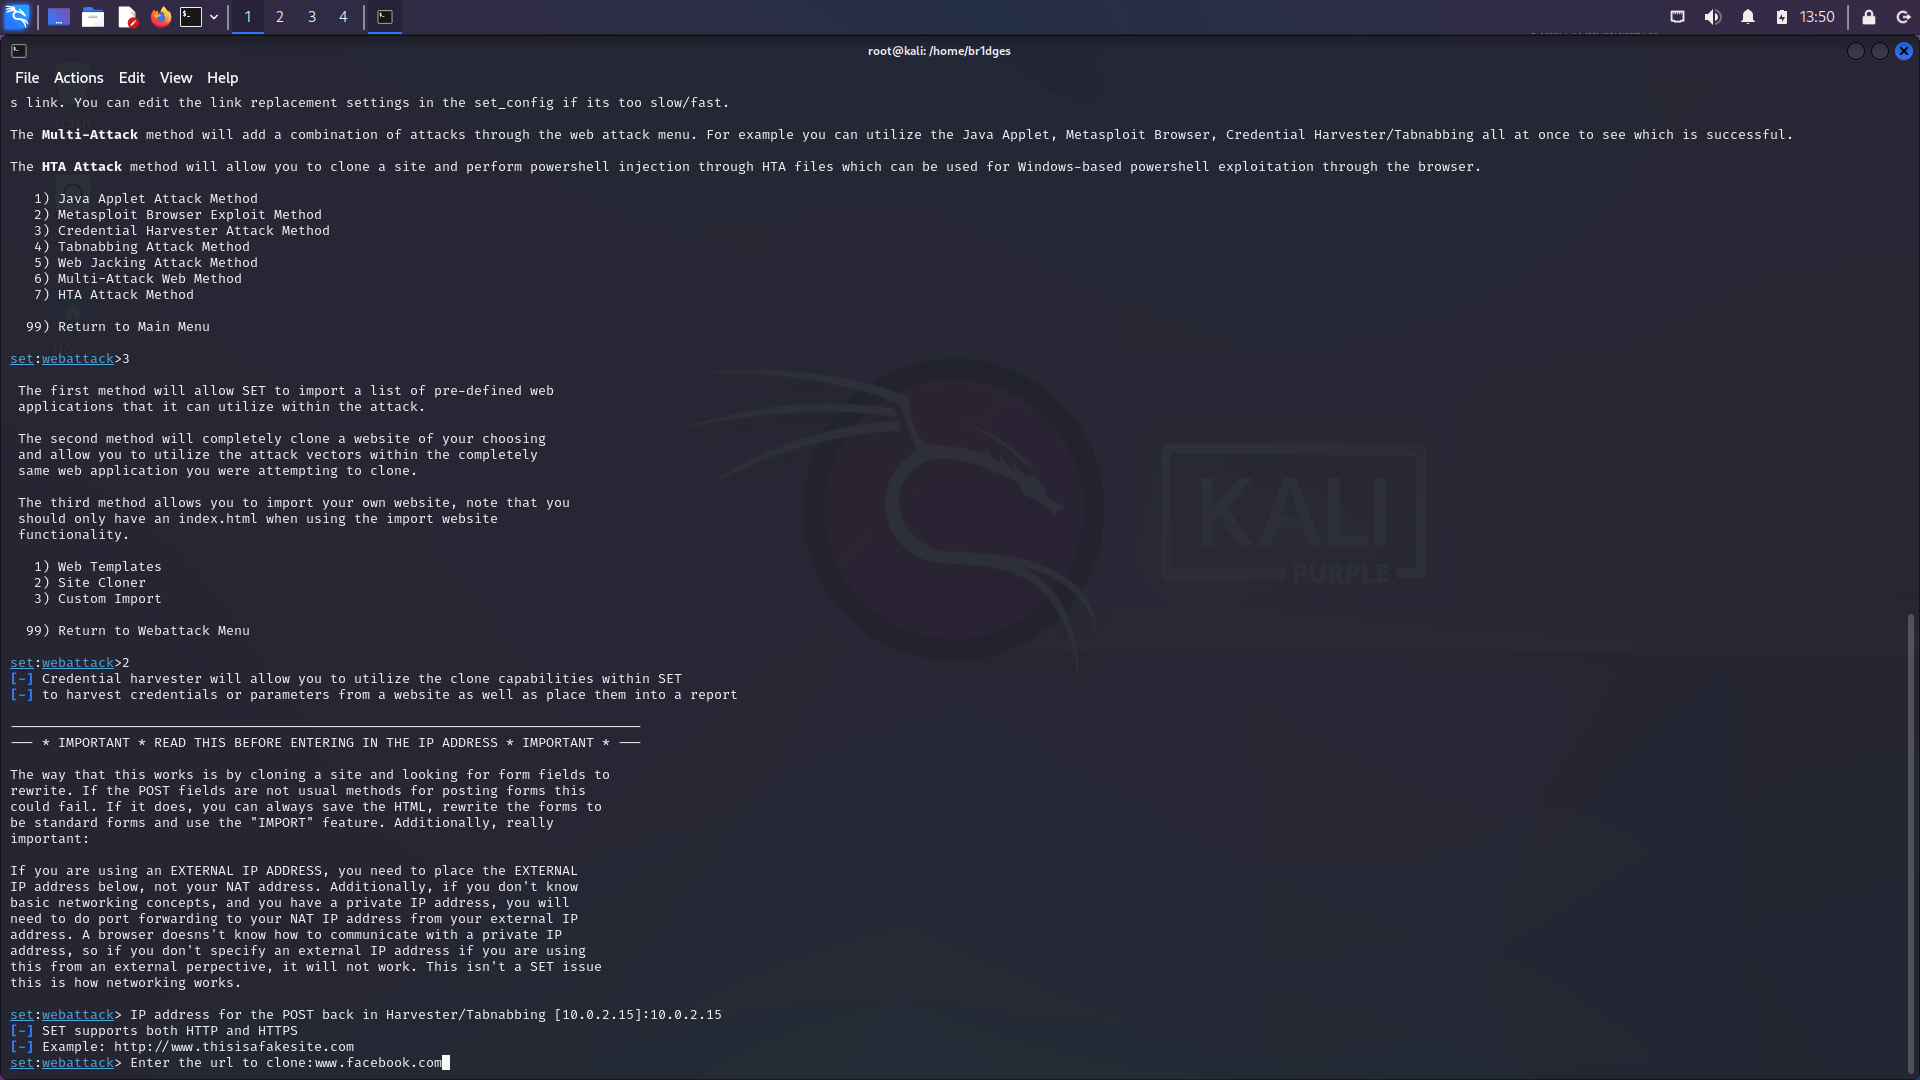 1 2 3 4 13:50
root@kali: /home/br1dges
File Actions Edit View Help
s link. You can edit the link replacement settings in the set_config if its too slow/fast.
The Multi-Attack method will add a combination of attacks through the web attack menu. For example you can utilize the Java Applet, Metasploit Browser, Credential Harvester/Tabnabbing all at once to see which is successful.
The HTA Attack method will allow you to clone a site and perform powershell injection through HTA files which can be used for Windows-based powershell exploitation through the browser.
1) Java Applet Attack Method
2) Metasploit Browser Exploit Method
3) Credential Harvester Attack Method
4) Tabnabbing Attack Method
5) Web Jacking Attack Method
6) Multi-Attack Web Method
7) HTA Attack Method
99) Return to Main Menu
set:webattack>3
The first method will allow SET to import a list of pre-defined web
applications that it can utilize within the attack.
The second method will completely clone a website of your choosing
and allow you to utilize the attack vectors within the completely
same web application you were attempting to clone.
The third method allows you to import your own website, note that you
should only have an index.html when using the import website
functionality.
KALI
PURPLE
1) Web Templates
2) Site Cloner
3) Custom Import
99) Return to Webattack Menu
set:webattack>2
[-] Credential harvester will allow you to utilize the clone capabilities within SET
[-] to harvest credentials or parameters from a website as well as place them into a report
--- * IMPORTANT * READ THIS BEFORE ENTERING IN THE IP ADDRESS * IMPORTANT * ---
The way that this works is by cloning a site and looking for form fields to
rewrite. If the POST fields are not usual methods for posting forms this
could fail. If it does, you can always save the HTML, rewrite the forms to
be standard forms and use the "IMPORT" feature. Additionally, really
important:
If you are using an EXTERNAL IP ADDRESS, you need to place the EXTERNAL
IP address below, not your NAT address. Additionally, if you don't know
basic networking concepts, and you have a private IP address, you will
need to do port forwarding to your NAT IP address from your external IP
address. A browser doesns't know how to communicate with a private IP
address, so if you don't specify an external IP address if you are using
this from an external perpective, it will not work. This isn't a SET issue
this is how networking works.
set:webattack> IP address for the POST back in Harvester/Tabnabbing [10.0.2.15]:10.0.2.15
[-] SET supports both HTTP and HTTPS
[-] Example: http://www.thisisafakesite.com
set:webattack> Enter the url to clone:www.facebook.com